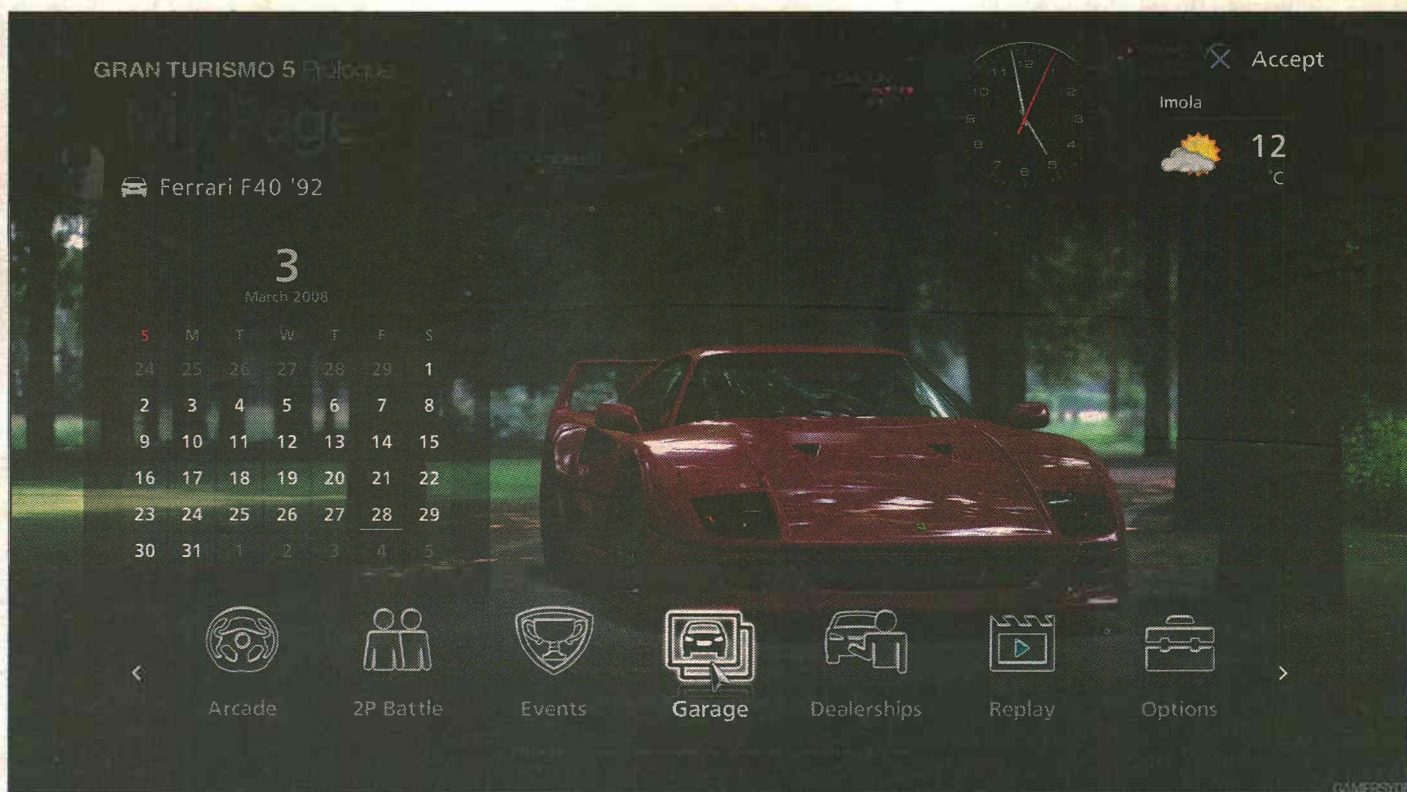 GRAN TURISMO 5 Prologue
My Page
Ferrari F40 '92
Accept
Imola
12
°C
3
March 2008
S M T W T F S
24 25 26 27 28 29 1
2 3 4 5 6 7 8
9 10 11 12 13 14 15
16 17 18 19 20 21 22
23 24 25 26 27 28 29
30 31 1 2 3 4 5
Arcade 2P Battle Events Garage Dealerships Replay Options